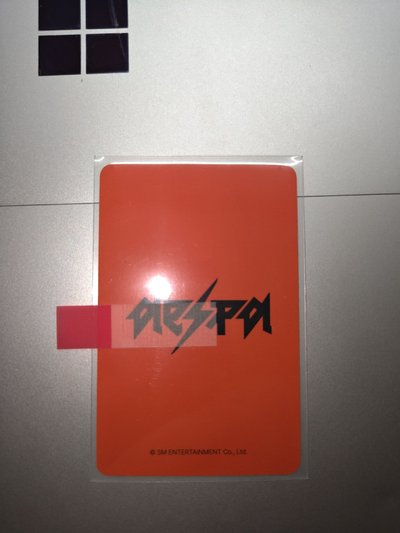 aespa
© SM ENTERTAINMENT Co., Ltd.